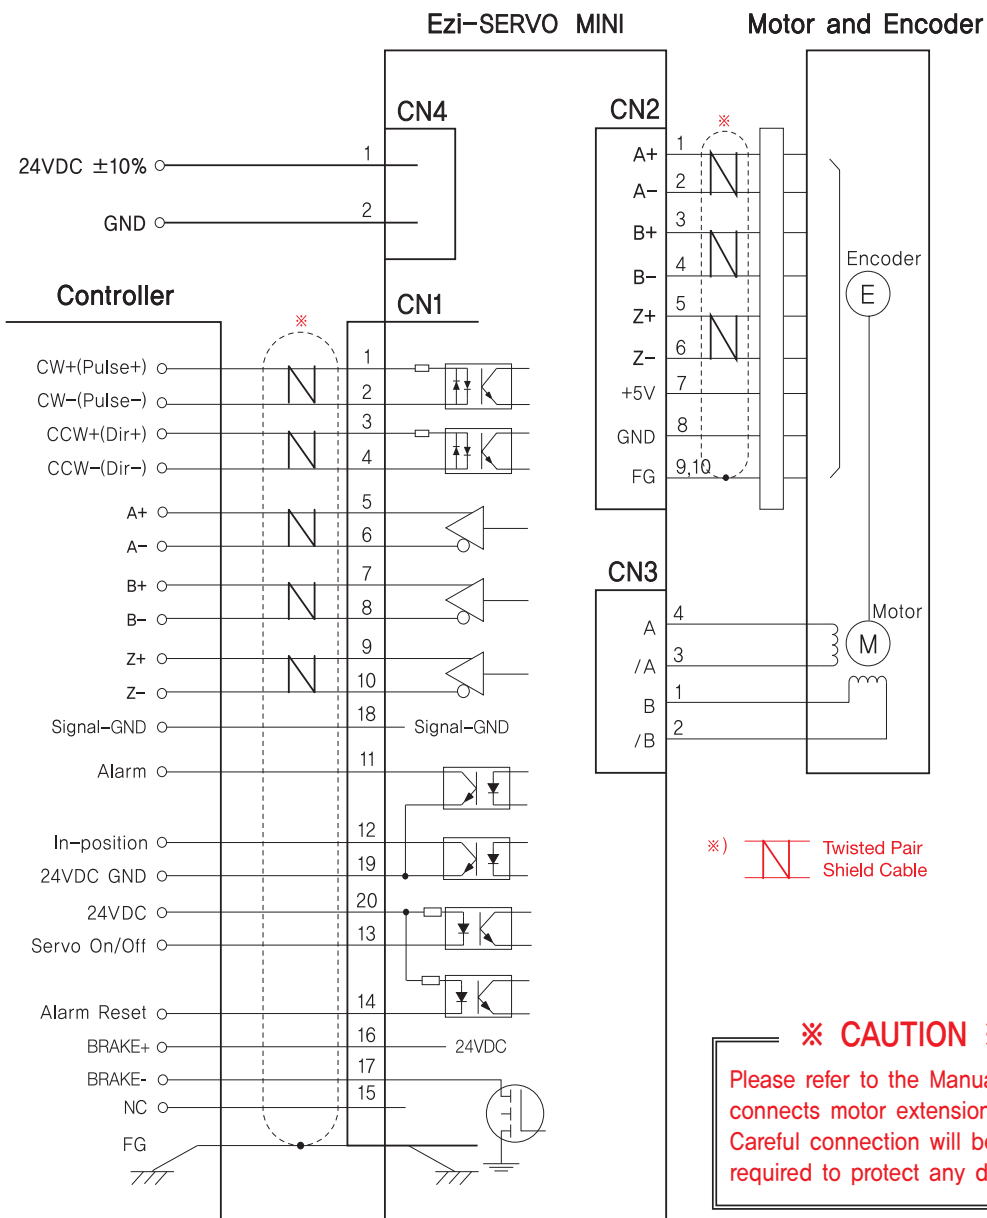 Ezi-SERVO MINI
Motor and Encoder
CN4
24VDC ±10% 1
GND 2
CN2
※
A+ 1
A- 2
B+ 3
B- 4
Z+ 5
Z- 6
+5V 7
GND 8
FG 9,10
Encoder
E
Motor
M
CN3
A 4
/A 3
B 1
/B 2
Controller
CN1
※
CW+(Pulse+) 1
CW-(Pulse-) 2
CCW+(Dir+) 3
CCW-(Dir-) 4
A+ 5
A- 6
B+ 7
B- 8
Z+ 9
Z- 10
Signal-GND 18 Signal-GND
Alarm 11
In-position 12
24VDC GND 19
24VDC 20
Servo On/Off 13
Alarm Reset 14
BRAKE+ 16 24VDC
BRAKE- 17
NC 15
FG
※) Twisted Pair
Shield Cable
※ CAUTION
Please refer to the Manua
connects motor extension
Careful connection will b
required to protect any d